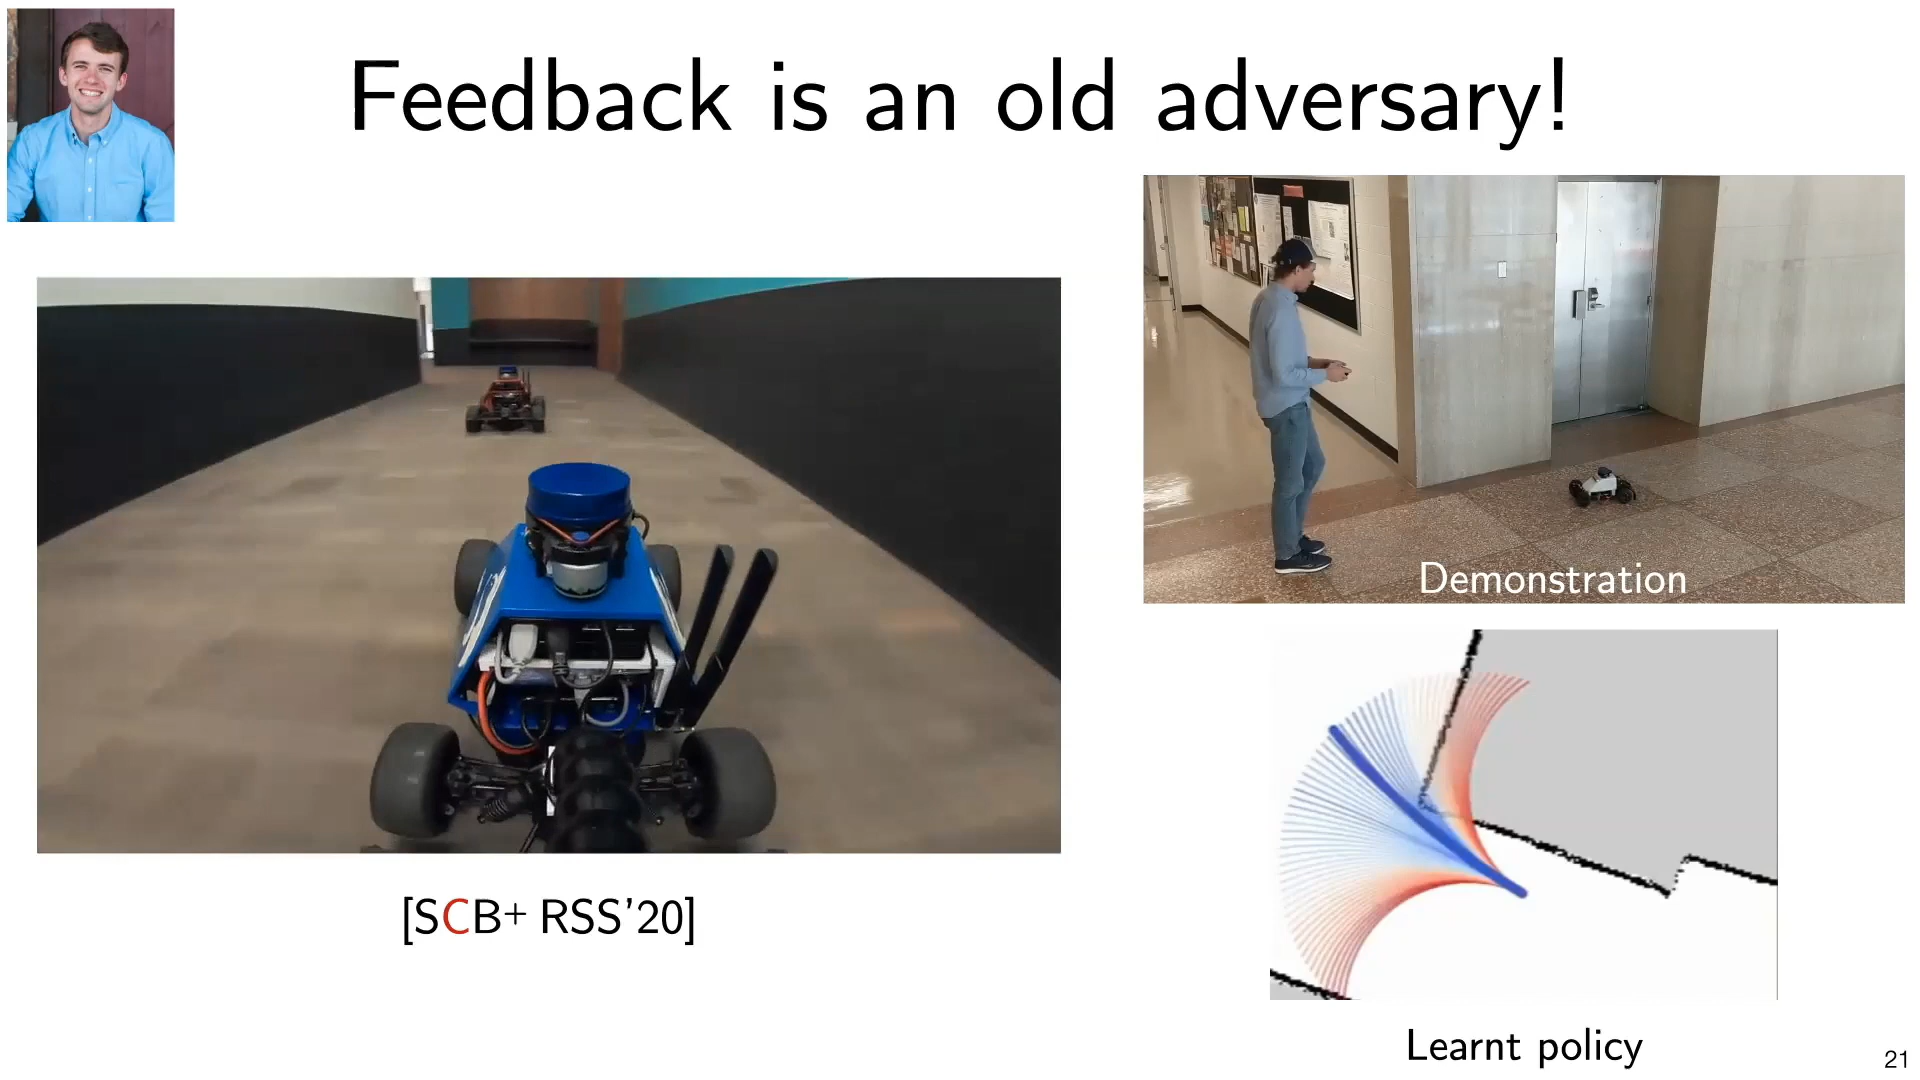 Feedback is an old adversary!
Demonstration
[SCB+ RSS’20]
Learnt policy
21